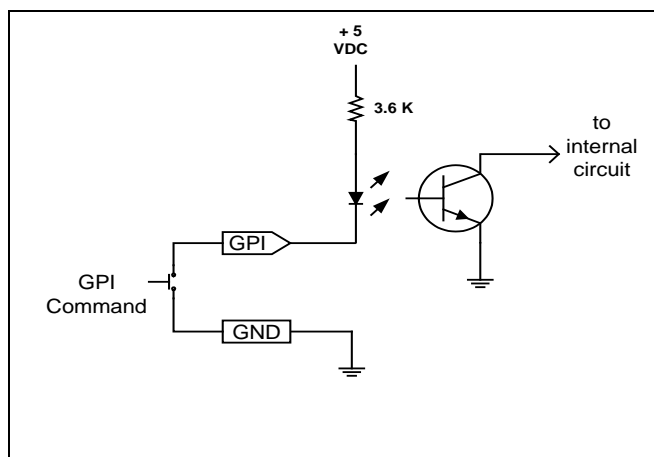 + 5
VDC
3.6 K
to
internal
circuit
GPI
GPI
Command
GND